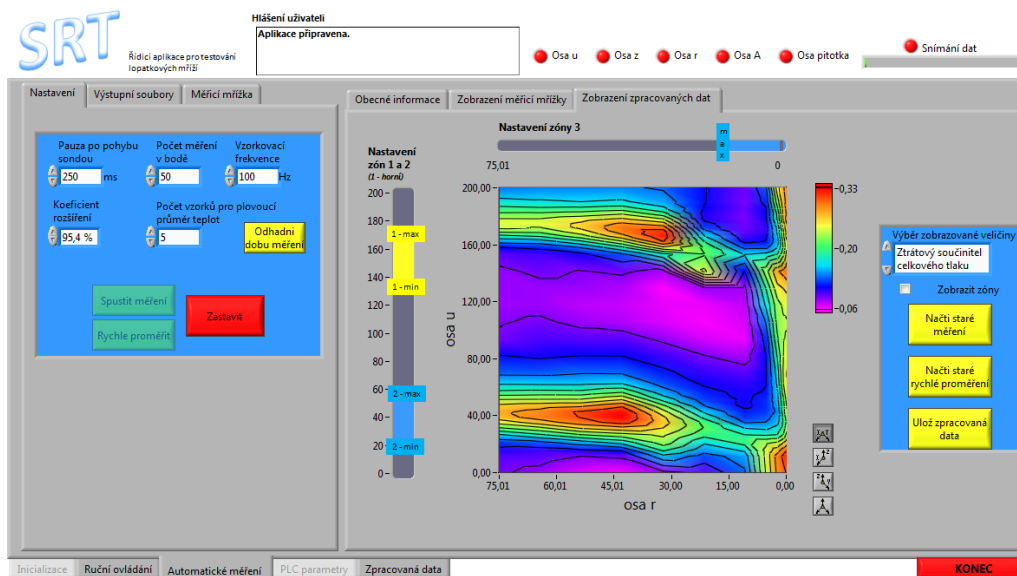 SRT
Řídicí aplikace pro testování
lopatkových mříží
Hlášení uživateli
Aplikace připravena.
Osa u
Osa z
Osa r
Osa A
Osa pitotka
Snímání dat
Nastavení
Výstupní soubory
Měřicí mřížka
Pauza po pohybu
sondou
250 ms
Počet měření
v bodě
50
Vzorkovací
frekvence
100 Hz
Koeficient
rozšíření
95,4 %
Počet vzorků pro plovoucí
průměr teplot
5
Odhadni
dobu měření
Spustit měření
Rychle proměřit
Zastavit
Obecné informace
Zobrazení měřicí mřížky
Zobrazení zpracovaných dat
Nastavení zóny 3
max
75,01
0
Nastavení
zón 1 a 2
(1 - horní)
200
180
160
140
120
100
80
60
40
20
0
1 - max
1 - min
2 - max
2 - min
osa u
200,00
160,00
120,00
80,00
40,00
0,00
75,01
60,01
45,01
30,00
15,00
0,00
osa r
0,33
0,20
0,06
Výběr zobrazované veličiny
Ztrátový součinitel
celkového tlaku
Zobrazit zóny
Načti staré
měření
Načti staré
rychlé proměření
Ulož zpracovaná
data
Inicializace
Ruční ovládání
Automatické měření
PLC parametry
Zpracovaná data
KONEC